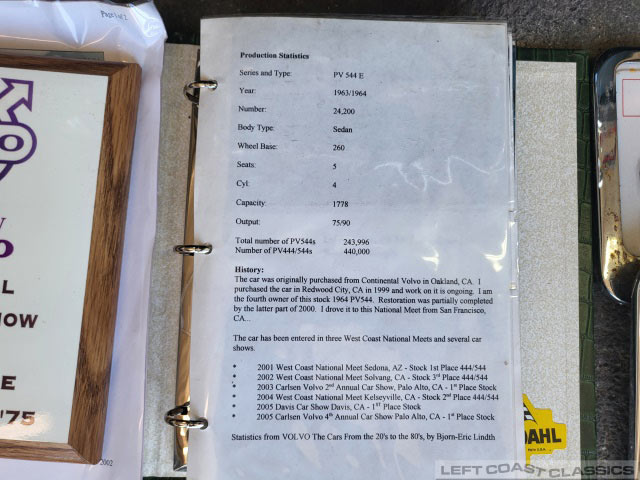 Page 1 of 2
Production Statistics
Series and Type: PV 544 E
Year: 1963/1964
Number: 24,200
Body Type: Sedan
Wheel Base: 260
Seats: 5
Cyl: 4
Capacity: 1778
Output: 75/90
Total number of PV544s 243,996
Number of PV444/544s 440,000
History:
The car was originally purchased from Continental Volvo in Oakland, CA. I
purchased the car in Redwood City, CA in 1999 and work on it is ongoing. I am
the fourth owner of this stock 1964 PV544. Restoration was partially completed
by the latter part of 2000. I drove it to this National Meet from San Francisco,
CA...
The car has been entered in three West Coast National Meets and several car
shows.
• 2001 West Coast National Meet Sedona, AZ - Stock 1st Place 444/544
• 2002 West Coast National Meet Solvang, CA - Stock 3rd Place 444/544
• 2003 Carlsen Volvo 2nd Annual Car Show, Palo Alto, CA - 1st Place Stock
• 2004 West Coast National Meet Kelseyville, CA - Stock 2nd Place 444/544
• 2005 Davis Car Show Davis, CA - 1ST Place Stock
• 2005 Carlsen Volvo 4th Annual Car Show Palo Alto, CA - 1st Place Stock
Statistics from VOLVO The Cars From the 20's to the 80's, by Bjorn-Eric Lindth
O
L
HOW
E
'75
2002
DAHL
LEFT COAST CLASSICS